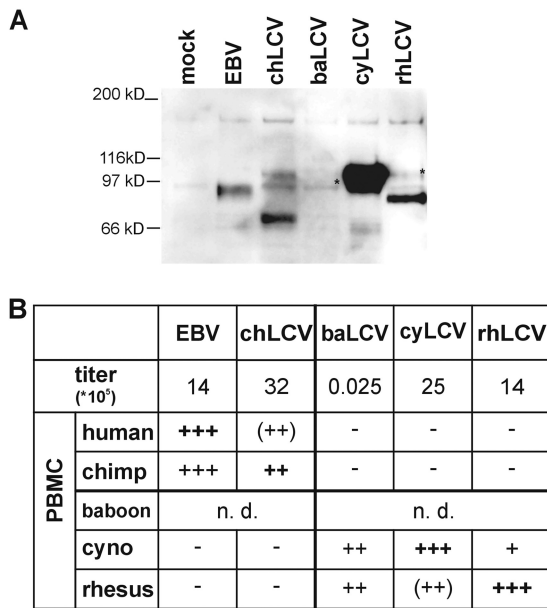 A
mock EBV chLCV baLCV cyLCV rhLCV
200 kD
116kD
97 kD
* *
66 kD
B
EBV chLCV baLCV cyLCV rhLCV
titer (*10⁵) 14 32 0.025 25 14
PBMC
human +++ (++) - - -
chimp +++ ++ - - -
baboon n. d. n. d.
cyno - - ++ +++ +
rhesus - - ++ (++) +++